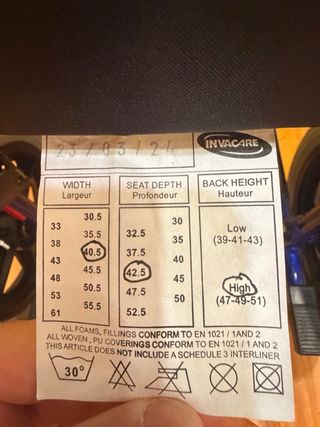 23/03/24
INVACARE
WIDTH
Largeur
30.5
33
35.5
38
40.5
43
45.5
48
50.5
53
55.5
61
SEAT DEPTH
Profondeur
30
32.5
35
37.5
40
42.5
45
47.5
50
52.5
BACK HEIGHT
Hauteur
Low
(39-41-43)
High
(47-49-51)
ALL FOAMS, FILLINGS CONFORM TO EN 1021 / 1AND 2
ALL WOVEN , PU COVERINGS CONFORM TO EN 1021 / 1 AND 2
THIS ARTICLE DOES NOT INCLUDE A SCHEDULE 3 INTERLINER
30°